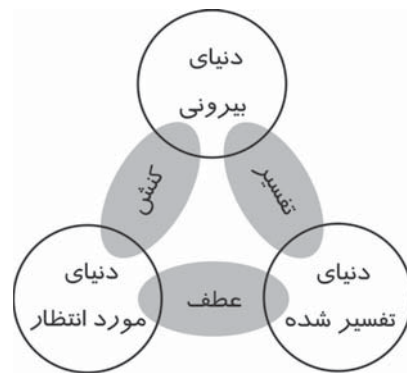 دنیای
بیرونی
کنش
تفسیر
دنیای
تفسیر شده
عطف
دنیای
مورد انتظار